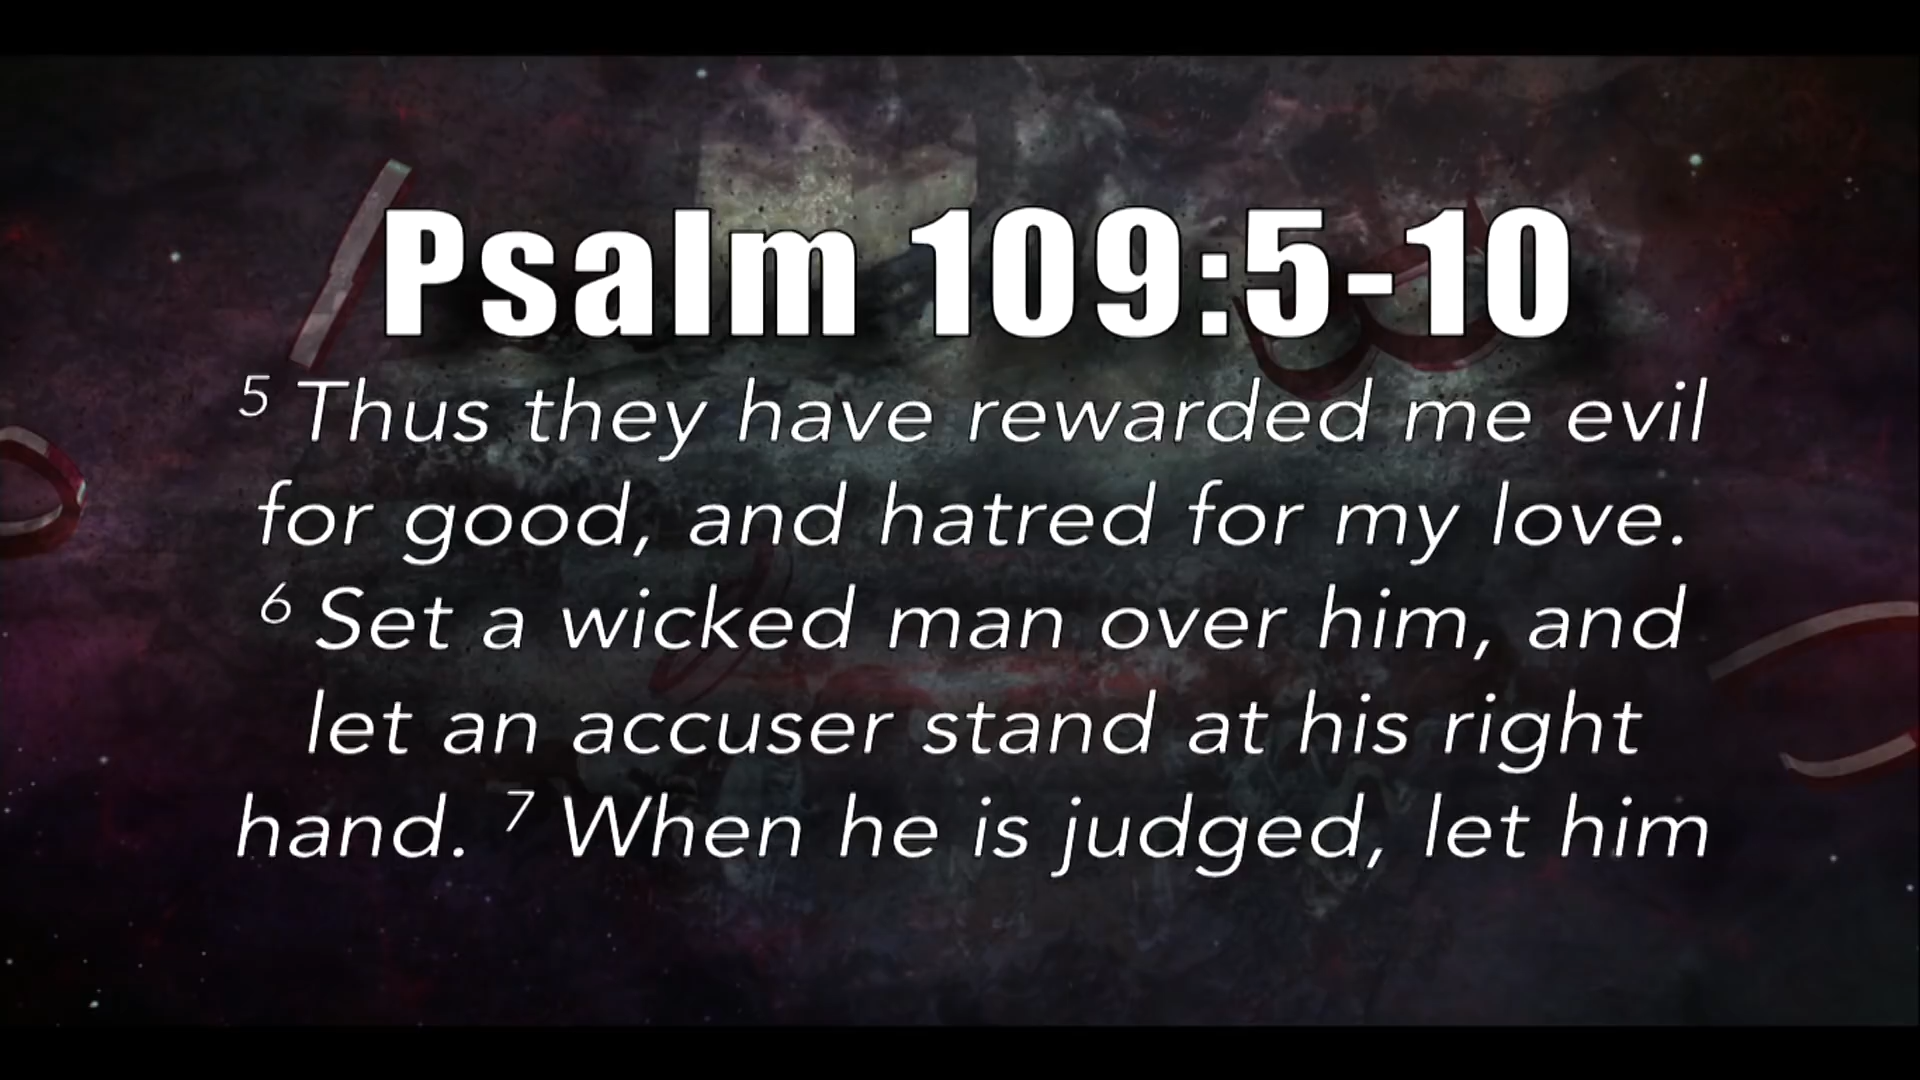 Psalm 109:5-10
5 Thus they have rewarded me evil
for good, and hatred for my love.
6 Set a wicked man over him, and
let an accuser stand at his right
hand. 7 When he is judged, let him